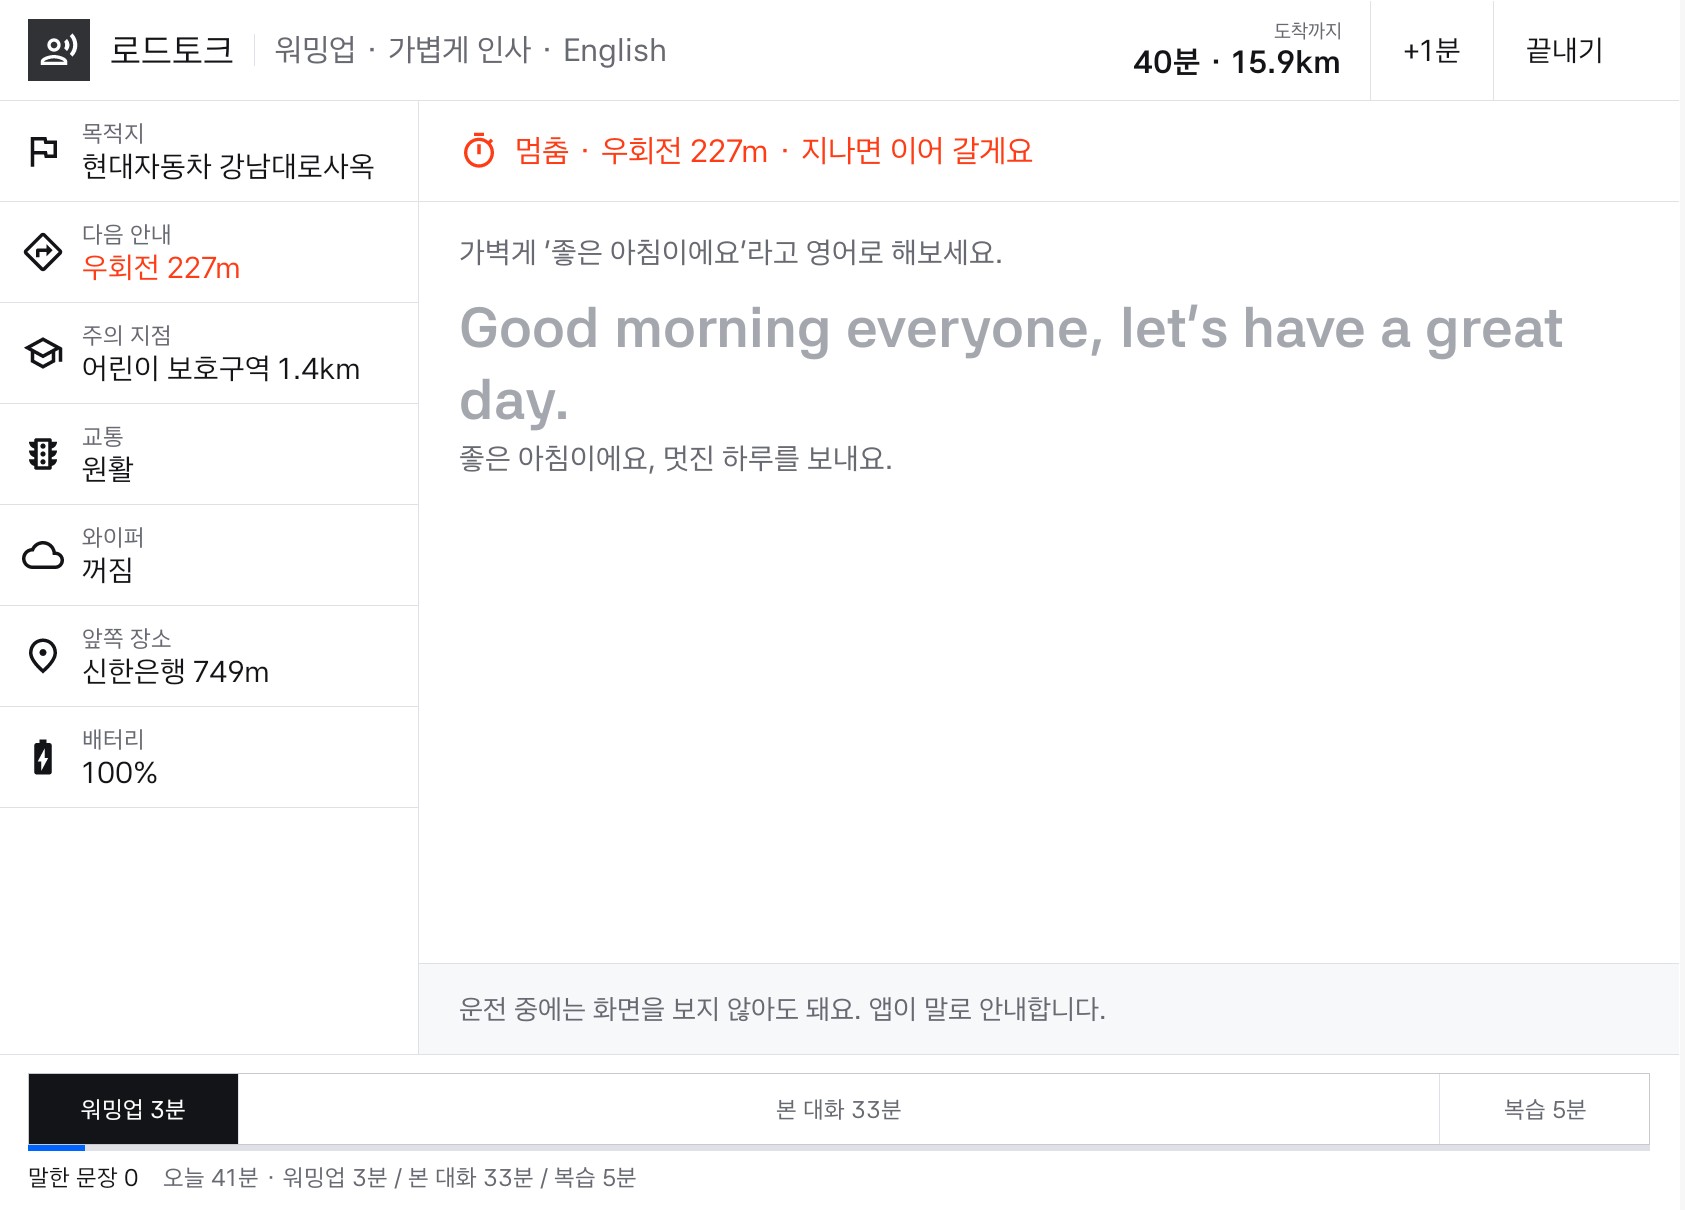 로드토크
워밍업 · 가볍게 인사 · English
도착까지
40분 · 15.9km
+1분
끝내기
목적지
현대자동차 강남대로사옥
다음 안내
우회전 227m
주의 지점
어린이 보호구역 1.4km
교통
원활
와이퍼
꺼짐
앞쪽 장소
신한은행 749m
배터리
100%
멈춤 · 우회전 227m · 지나면 이어 갈게요
가벽게 '좋은 아침이에요'라고 영어로 해보세요.
Good morning everyone, let's have a great
day.
좋은 아침이에요, 멋진 하루를 보내요.
운전 중에는 화면을 보지 않아도 돼요. 앱이 말로 안내합니다.
워밍업 3분
본 대화 33분
복습 5분
말한 문장 0
오늘 41분 · 워밍업 3분 / 본 대화 33분 / 복습 5분